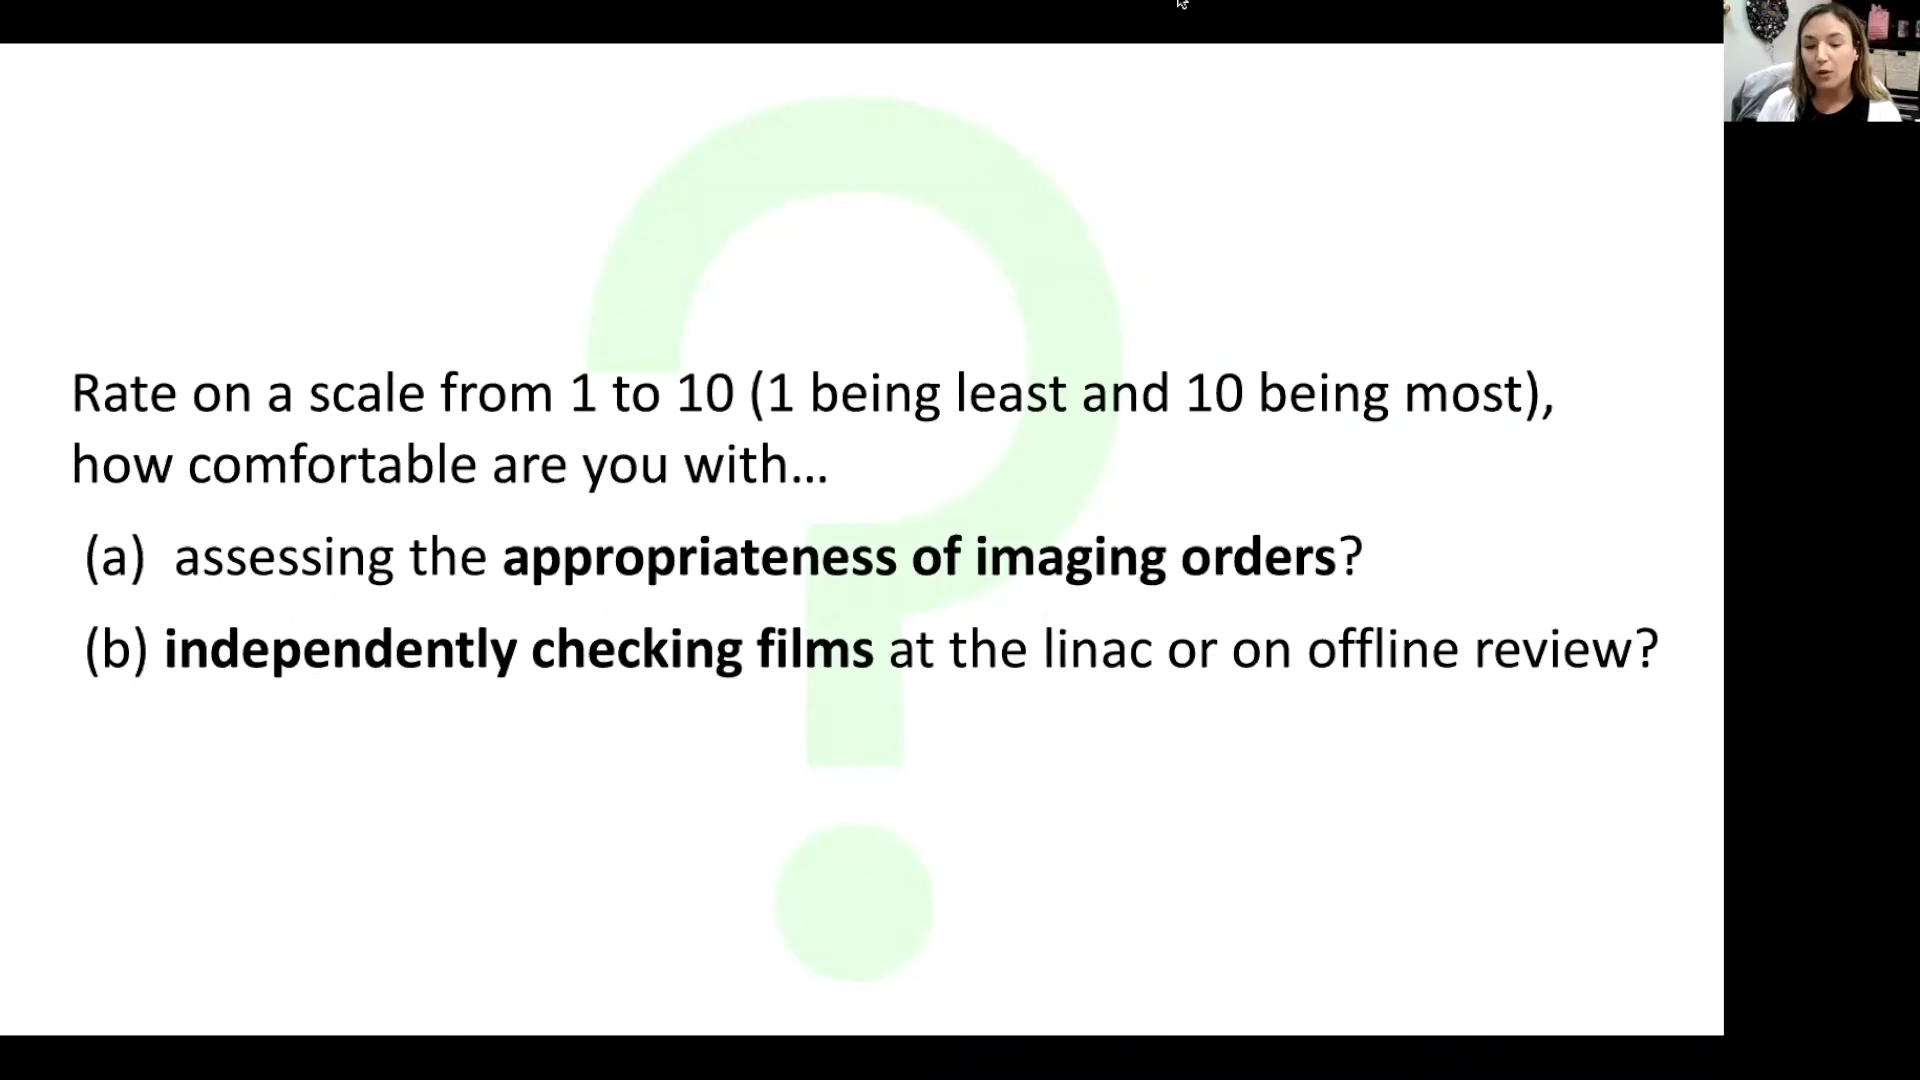 Rate on a scale from 1 to 10 (1 being least and 10 being most),
how comfortable are you with…
(a) assessing the appropriateness of imaging orders?
(b) independently checking films at the linac or on offline review?